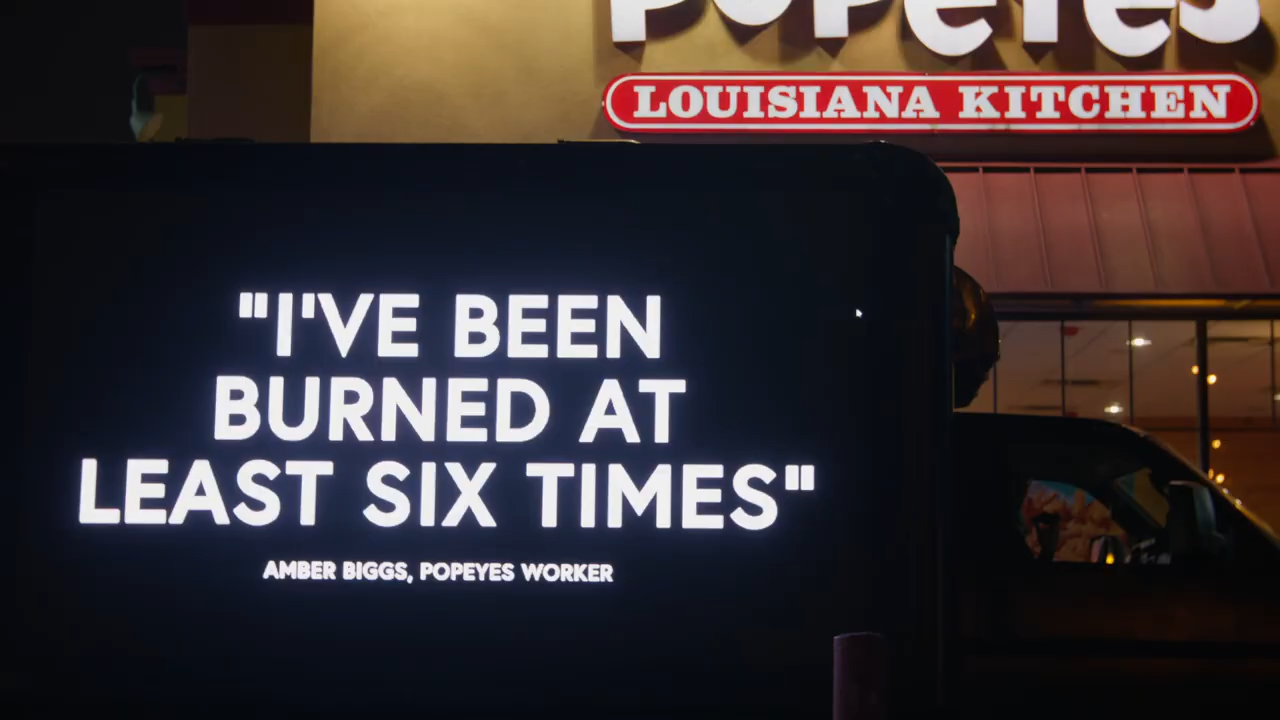 POPEYES
LOUISIANA KITCHEN
"I'VE BEEN
BURNED AT
LEAST SIX TIMES"
AMBER BIGGS, POPEYES WORKER